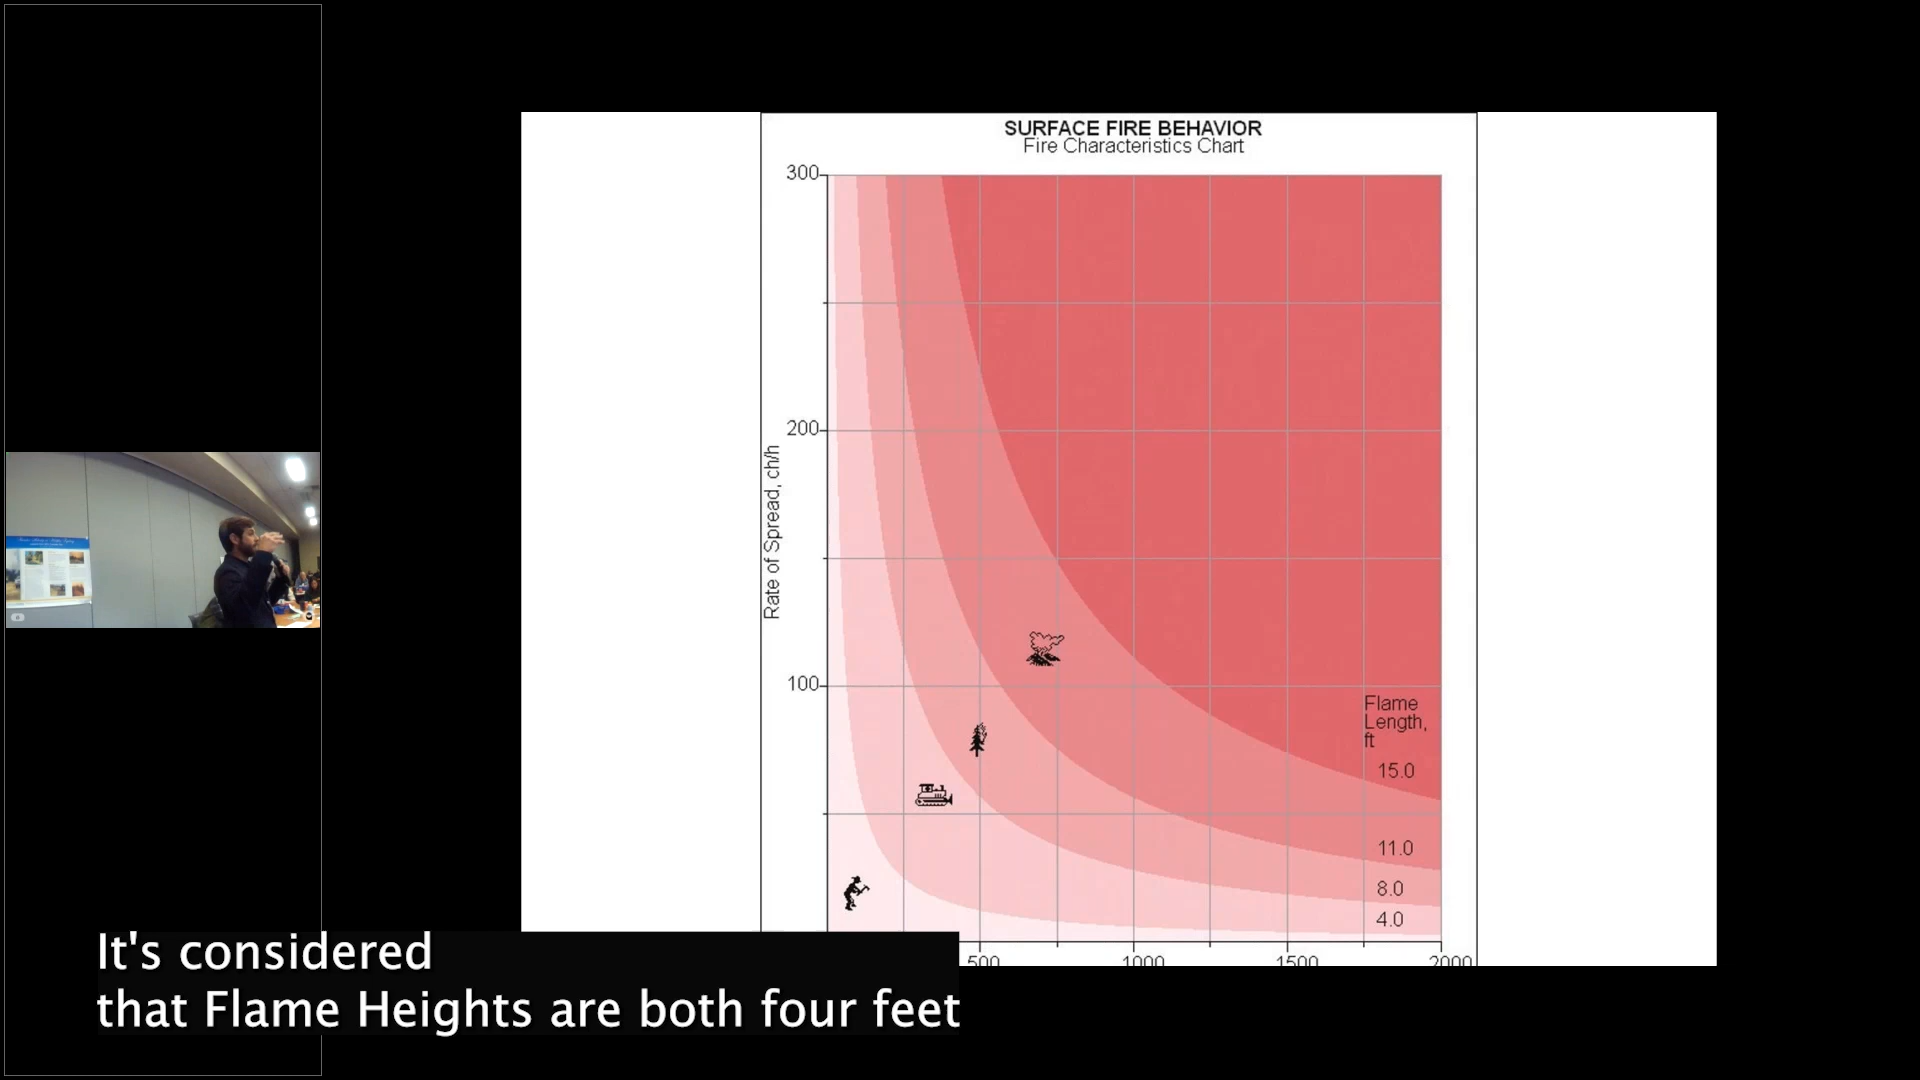 SURFACE FIRE BEHAVIOR
Fire Characteristics Chart
300
200
100
Rate of Spread, ch/h
Flame
Length,
ft
15.0
11.0
8.0
4.0
500
1000
1500
2000
It's considered
that Flame Heights are both four feet